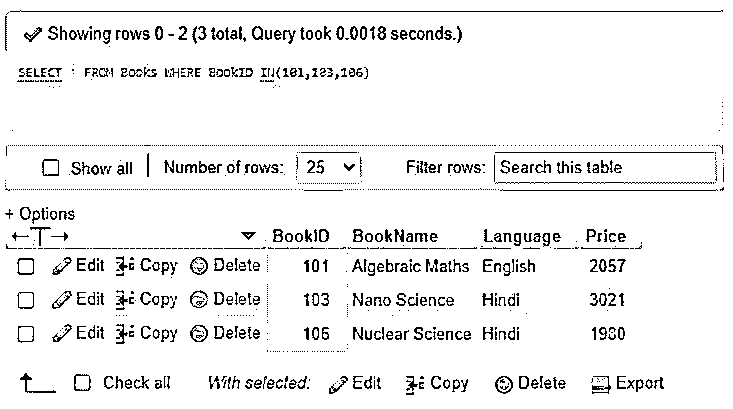 Showing rows 0 - 2 (3 total, Query took 0.0018 seconds.)
SELECT * FROM Books WHERE BookID IN(101,103,106)
Show all Number of rows: 25 Filter rows: Search this table
+ Options
←T→ BookID BookName Language Price
Edit Copy Delete 101 Algebraic Maths English 2057
Edit Copy Delete 103 Nano Science Hindi 3021
Edit Copy Delete 106 Nuclear Science Hindi 1980
Check all With selected: Edit Copy Delete Export